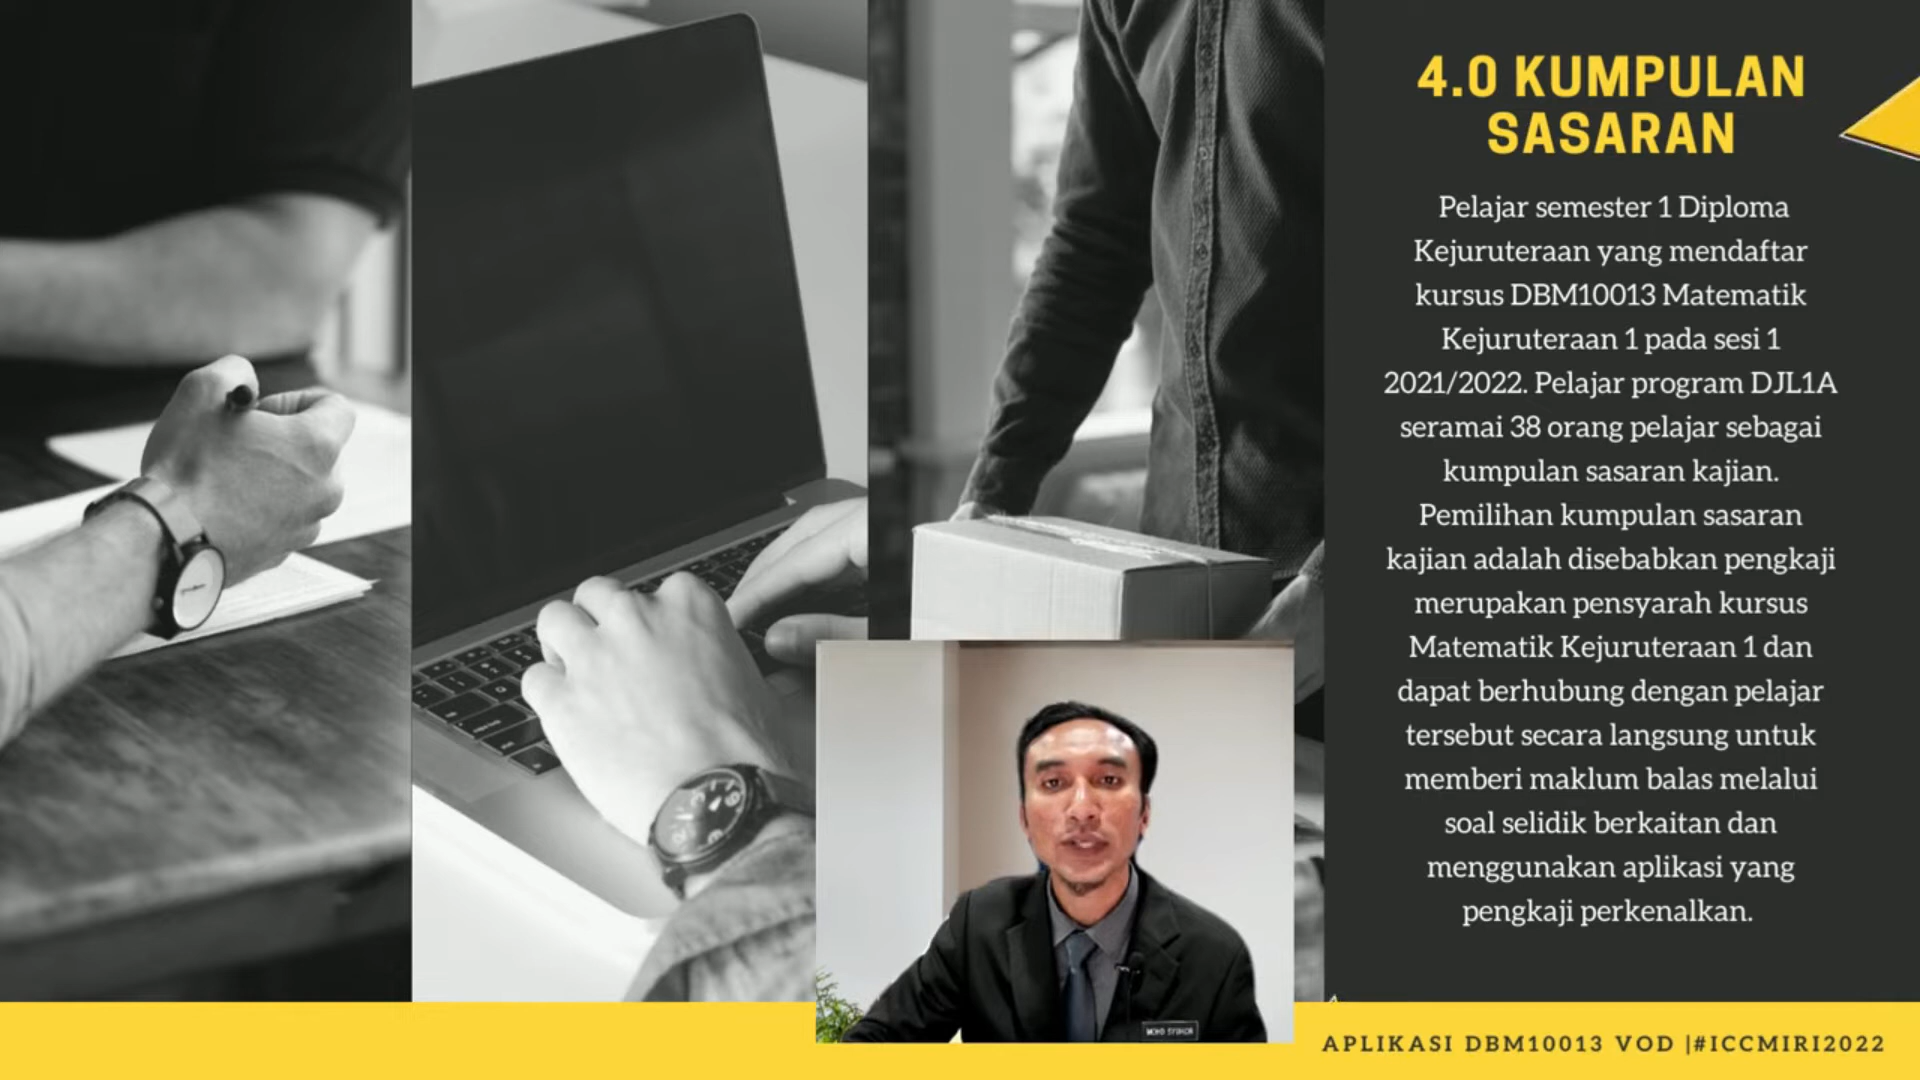 4.0 KUMPULAN
SASARAN
Pelajar semester 1 Diploma
Kejuruteraan yang mendaftar
kursus DBM10013 Matematik
Kejuruteraan 1 pada sesi 1
2021/2022. Pelajar program DJL1A
seramai 38 orang pelajar sebagai
kumpulan sasaran kajian.
Pemilihan kumpulan sasaran
kajian adalah disebabkan pengkaji
merupakan pensyarah kursus
Matematik Kejuruteraan 1 dan
dapat berhubung dengan pelajar
tersebut secara langsung untuk
memberi maklum balas melalui
soal selidik berkaitan dan
menggunakan aplikasi yang
pengkaji perkenalkan.
MOHD SYUKOR
APLIKASI DBM10013 VOD |#ICCMIRI2022